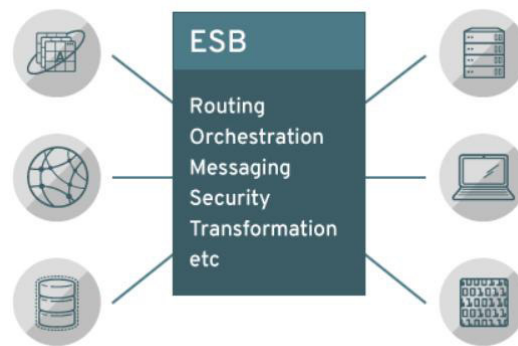 ESB
Routing
Orchestration
Messaging
Security
Transformation
etc